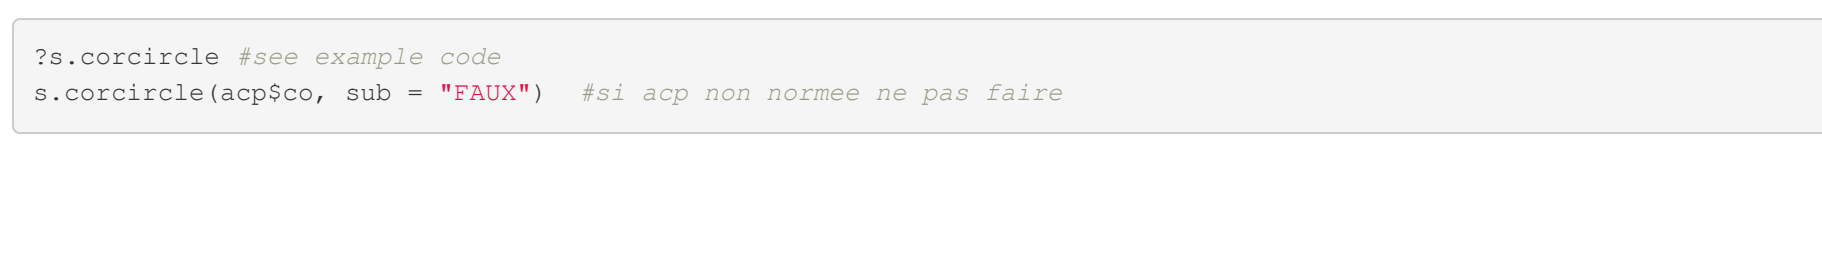 ?s.corcircle #see example code
s.corcircle(acp$co, sub = "FAUX")  #si acp non normee ne pas faire